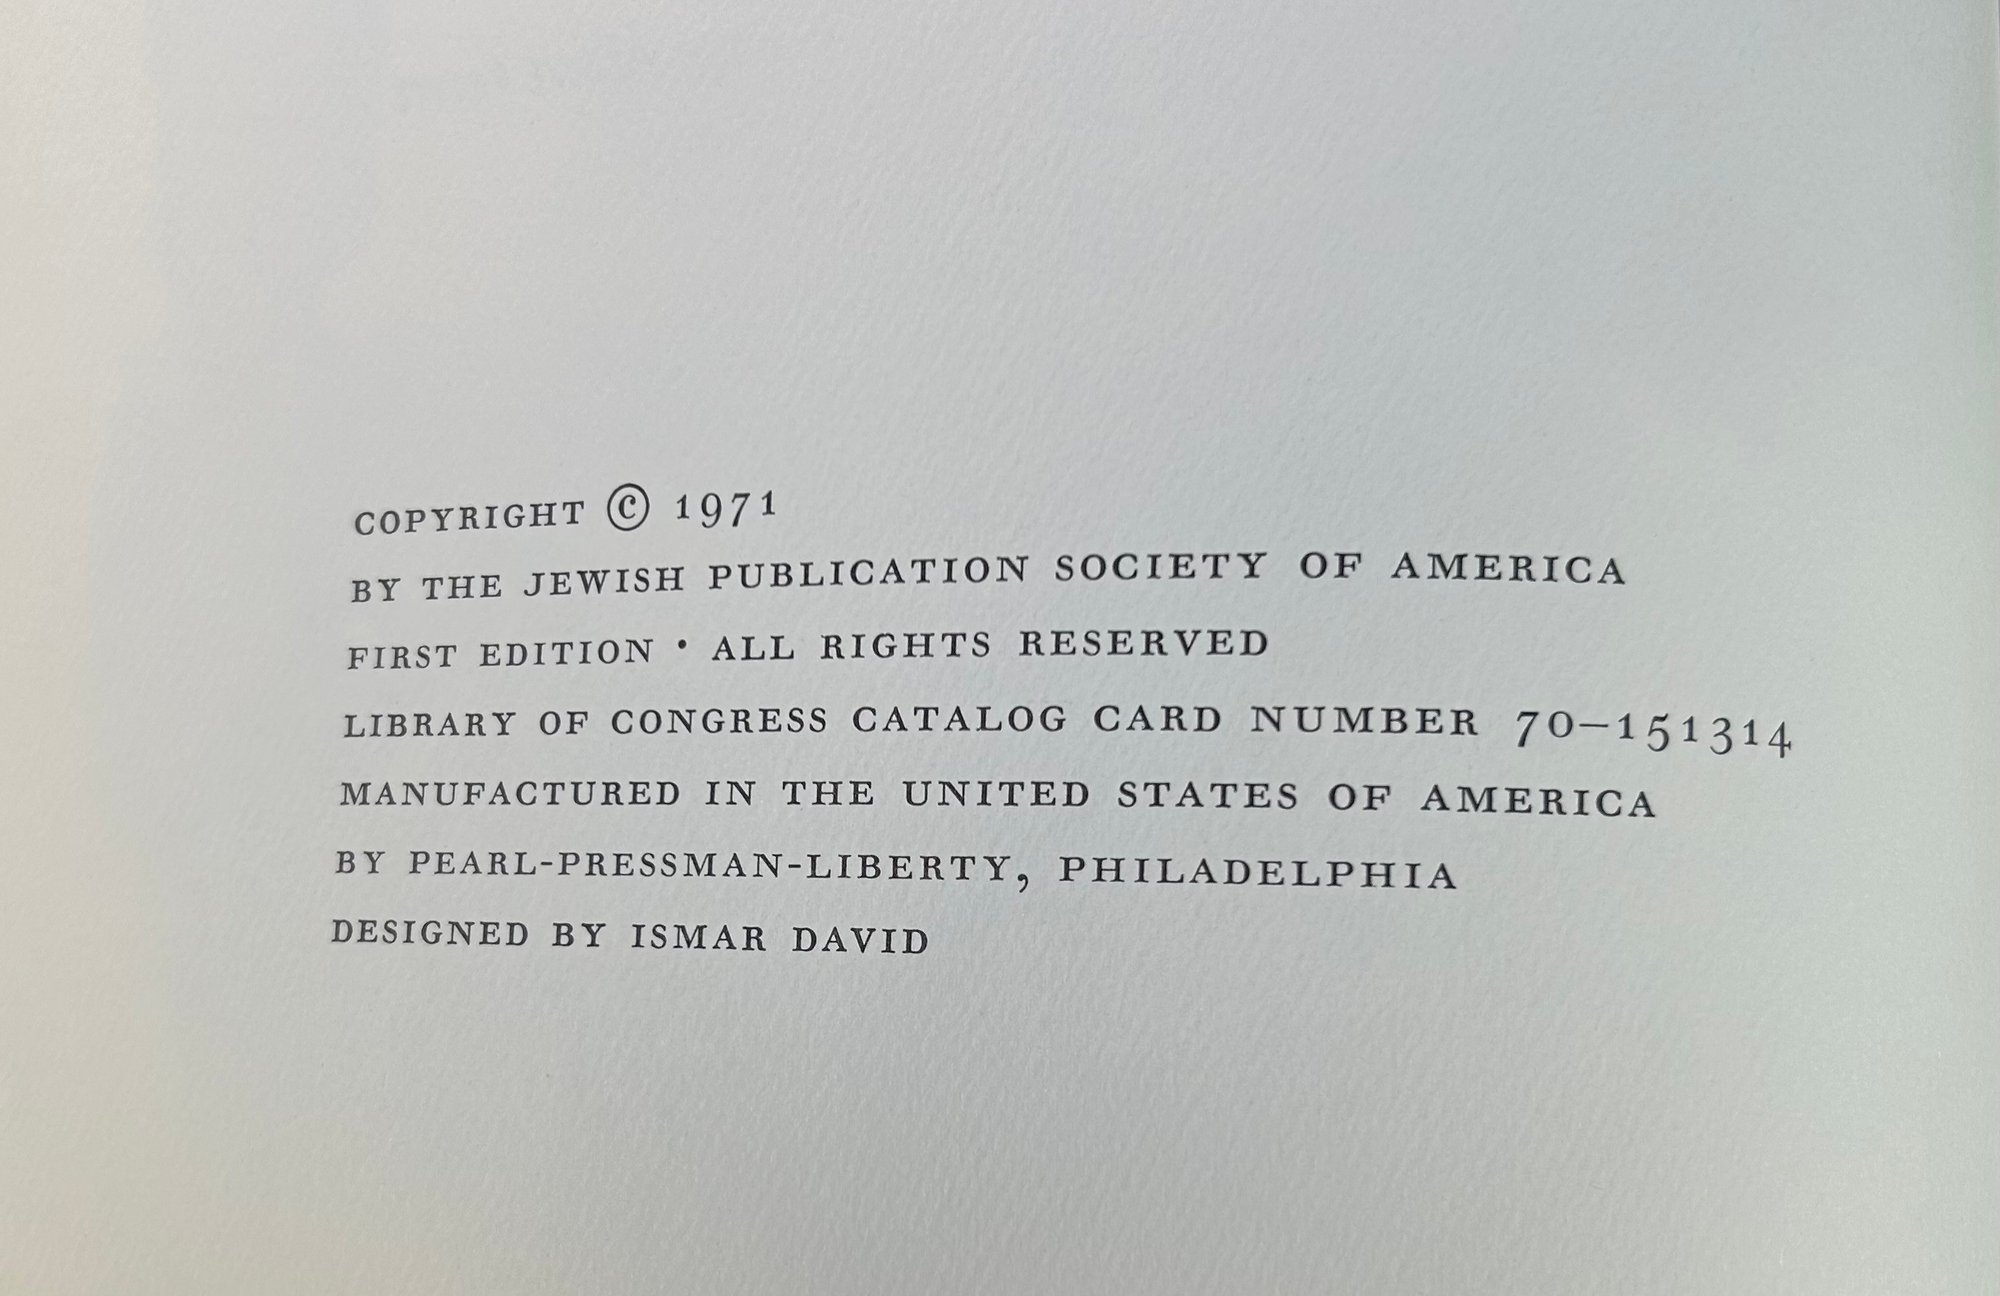 COPYRIGHT © 1971
BY THE JEWISH PUBLICATION SOCIETY OF AMERICA
FIRST EDITION • ALL RIGHTS RESERVED
LIBRARY OF CONGRESS CATALOG CARD NUMBER 70–151314
MANUFACTURED IN THE UNITED STATES OF AMERICA
BY PEARL-PRESSMAN-LIBERTY, PHILADELPHIA
DESIGNED BY ISMAR DAVID